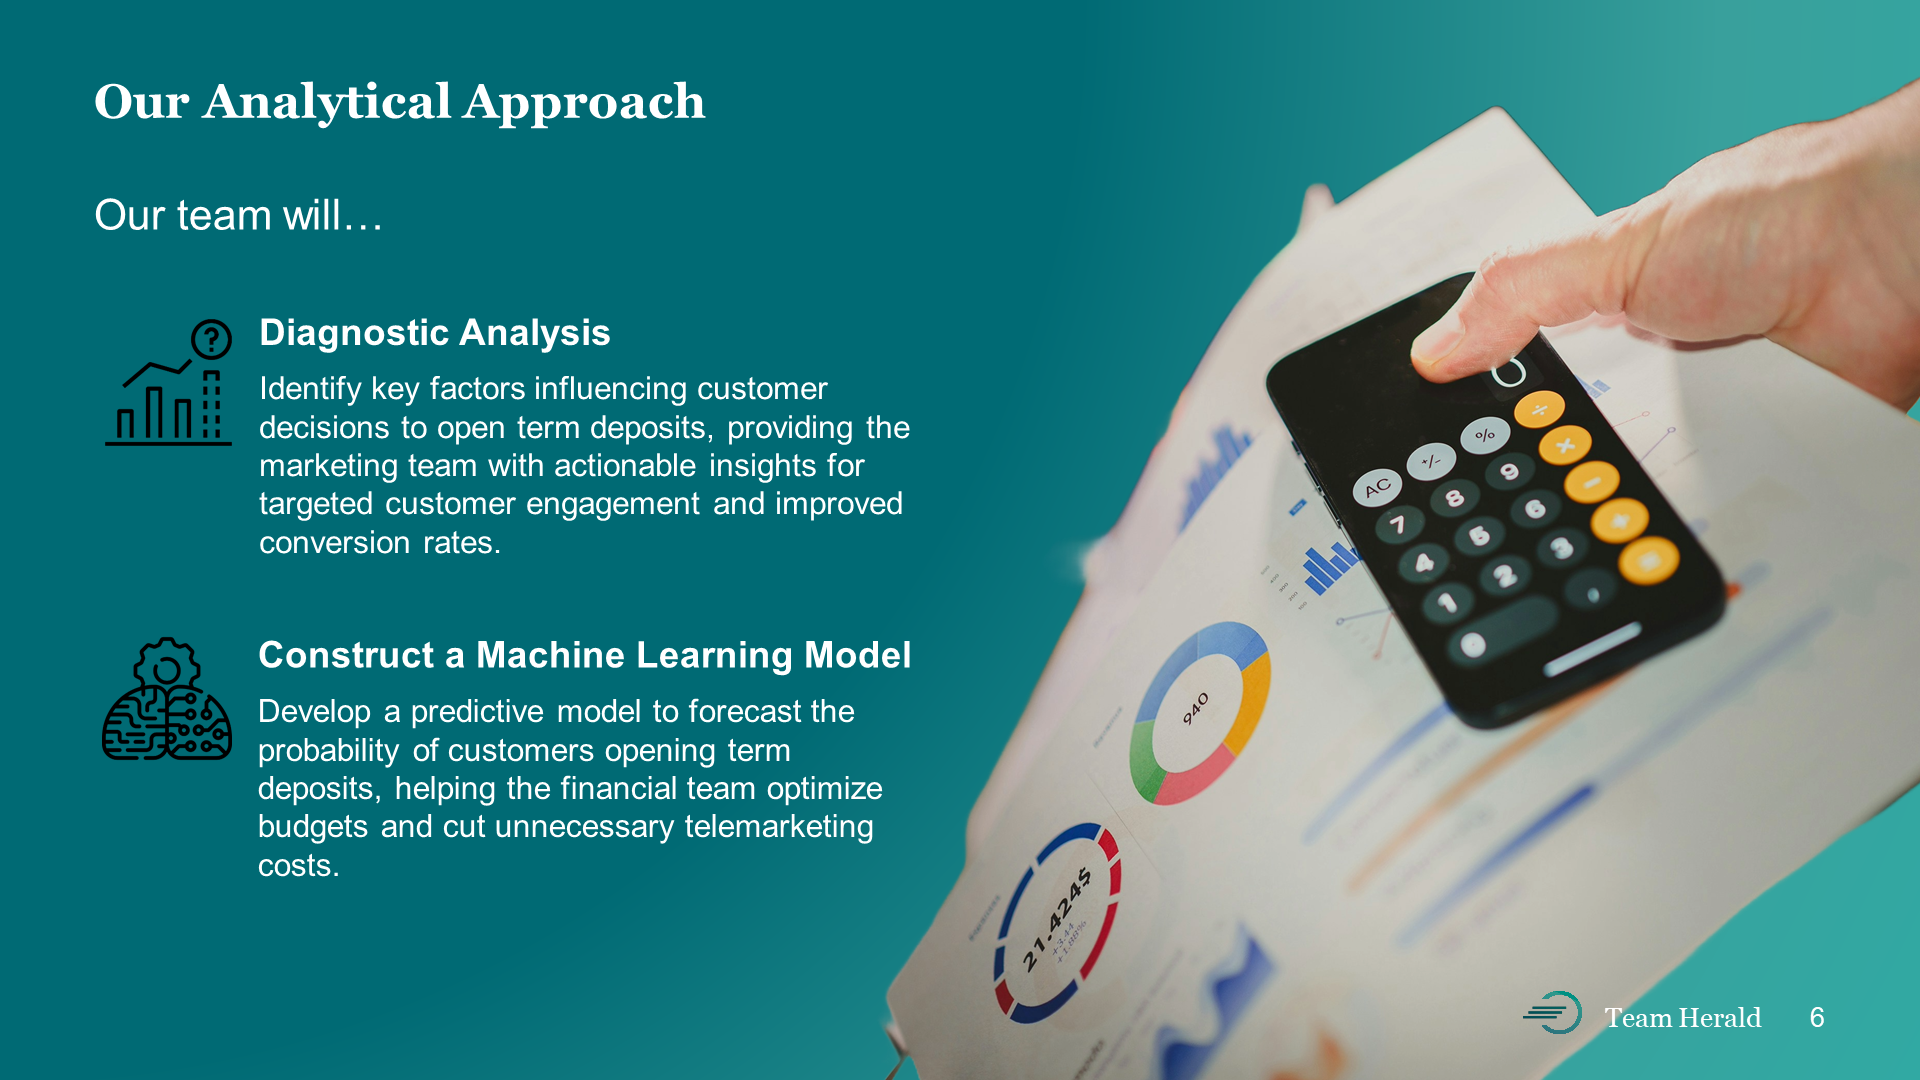 Our Analytical Approach
Our team will…
?
Diagnostic Analysis
Identify key factors influencing customer
decisions to open term deposits, providing the
marketing team with actionable insights for
targeted customer engagement and improved
conversion rates.
Construct a Machine Learning Model
Develop a predictive model to forecast the
probability of customers opening term
deposits, helping the financial team optimize
budgets and cut unnecessary telemarketing
costs.
0
AC +/- % ÷
7 8 9 ×
4 5 6 -
1 2 3 +
0 , =
940
21.424$
Team Herald 6